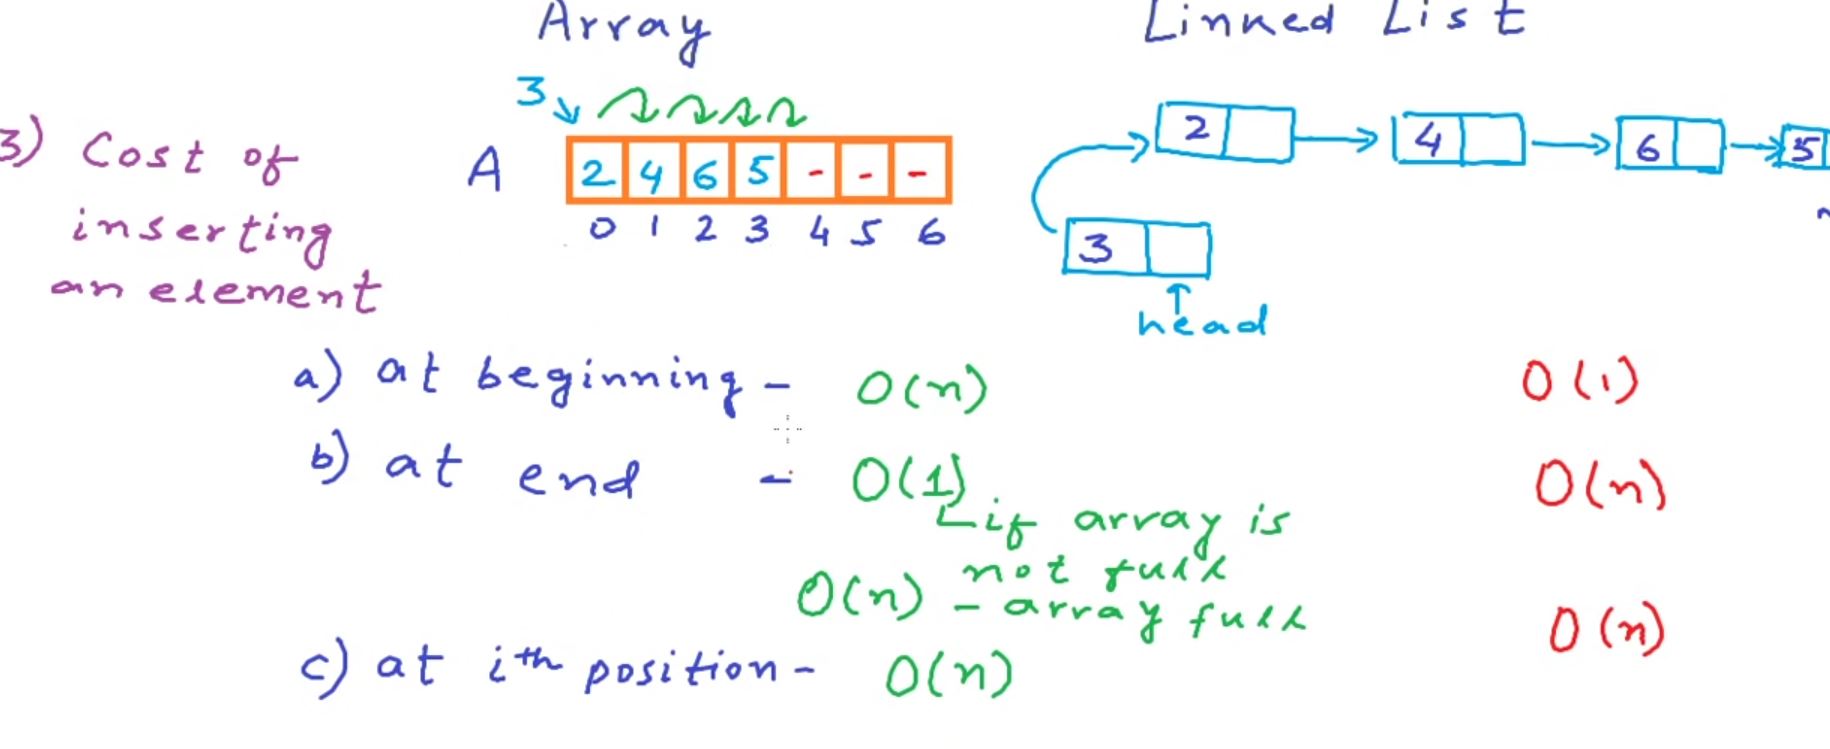 Array Linked List
3
3) Cost of inserting an element
A 2 4 6 5 - - -
0 1 2 3 4 5 6
2 4 6 5
3
head
a) at beginning - O(n) O(1)
b) at end - O(1) O(n)
if array is
not full
O(n) - array full
c) at ith position - O(n) O(n)